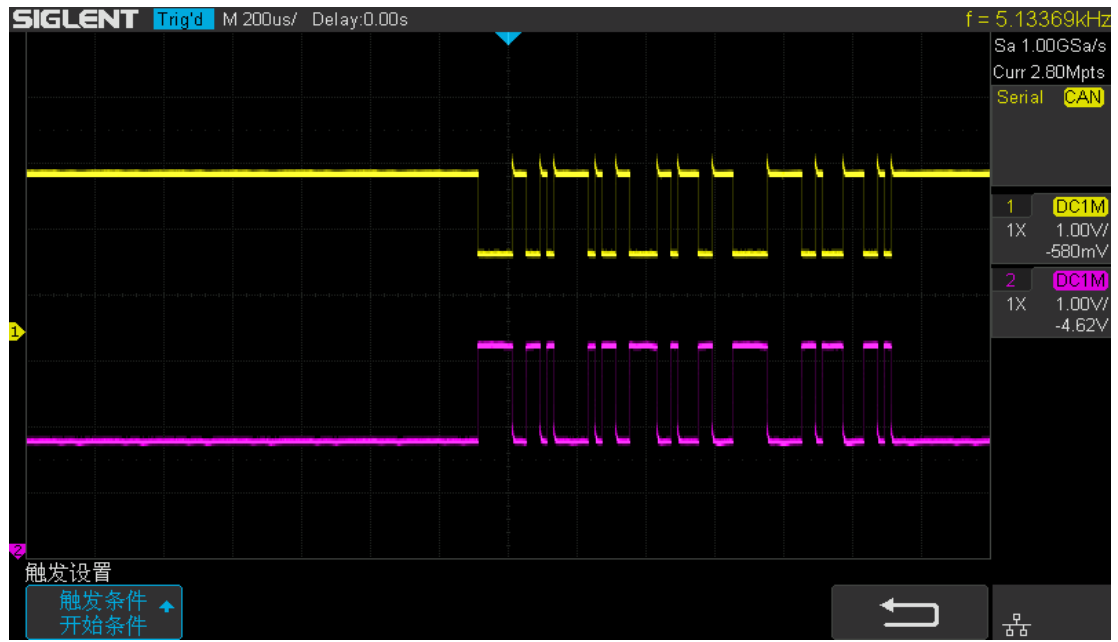 SIGLENT Trig'd M 200us/ Delay:0.00s f = 5.13369kHz
Sa 1.00GSa/s
Curr 2.80Mpts
Serial CAN
1 DC1M
1X 1.00V/
-580mV
2 DC1M
1X 1.00V/
-4.62V
1
2
触发设置
触发条件
开始条件